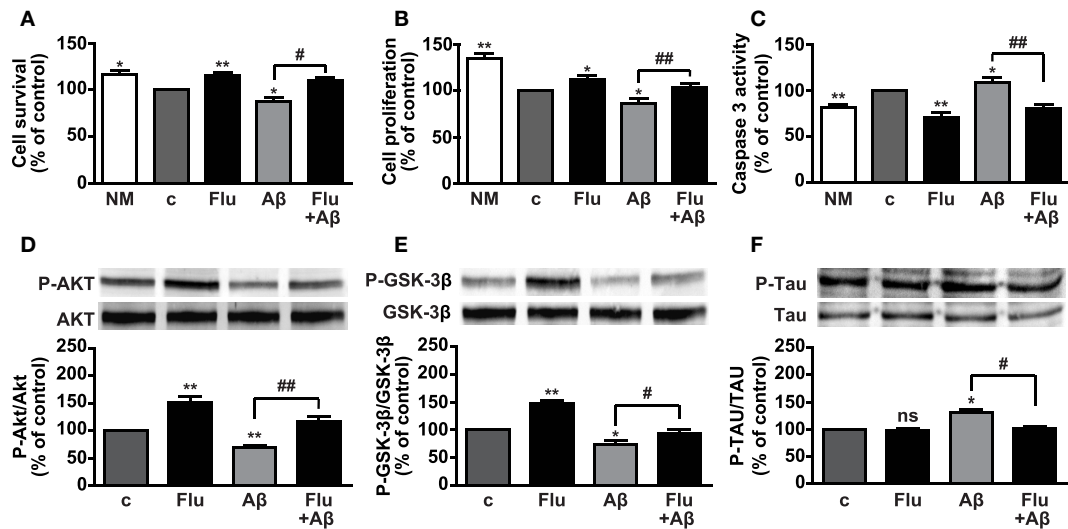 A
Cell survival
(% of control)
150
100
50
0
*
**
*
#
NM
c
Flu
Aβ
Flu
+Aβ
B
Cell proliferation
(% of control)
150
100
50
0
**
*
*
##
NM
c
Flu
Aβ
Flu
+Aβ
C
Caspase 3 activity
(% of control)
150
100
50
0
**
**
*
##
NM
c
Flu
Aβ
Flu
+Aβ
D
P-AKT
AKT
P-Akt/Akt
(% of control)
250
200
150
100
50
0
**
**
##
c
Flu
Aβ
Flu
+Aβ
E
P-GSK-3β
GSK-3β
P-GSK-3β/GSK-3β
(% of control)
250
200
150
100
50
0
**
*
#
c
Flu
Aβ
Flu
+Aβ
F
P-Tau
Tau
P-TAU/TAU
(% of control)
250
200
150
100
50
0
ns
*
#
c
Flu
Aβ
Flu
+Aβ